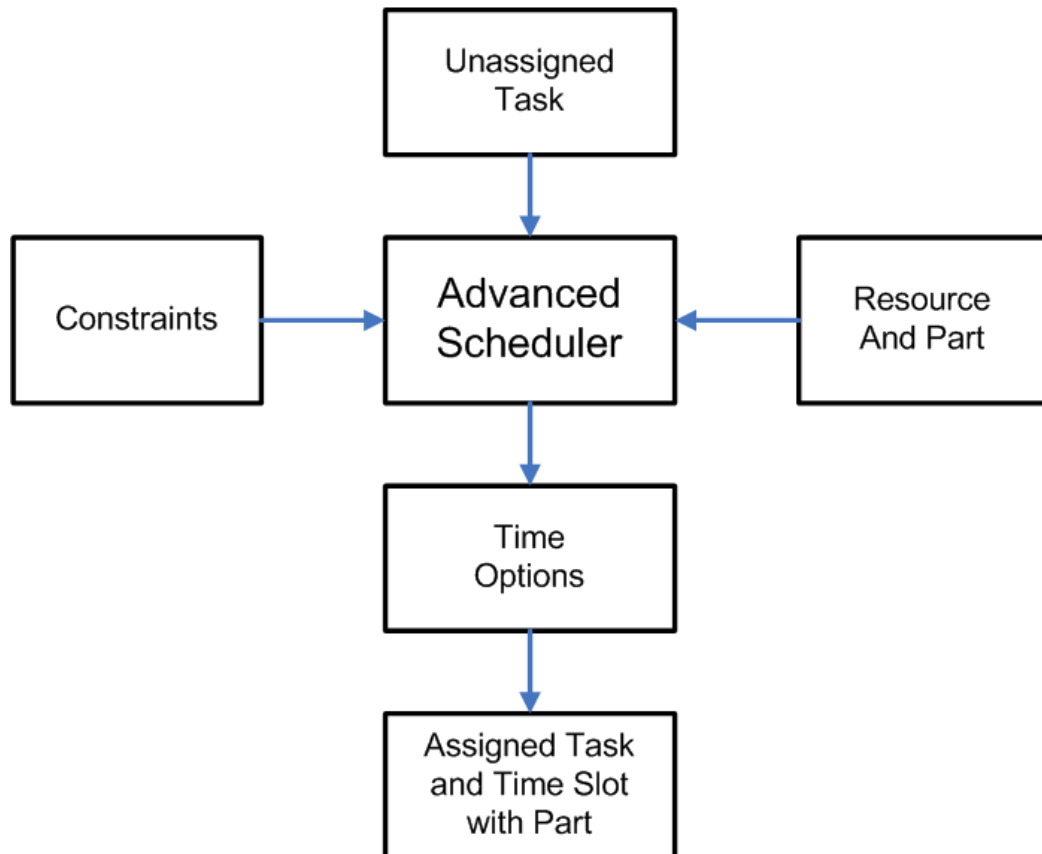 Unassigned
Task
Constraints
Advanced
Scheduler
Resource
And Part
Time
Options
Assigned Task
and Time Slot
with Part